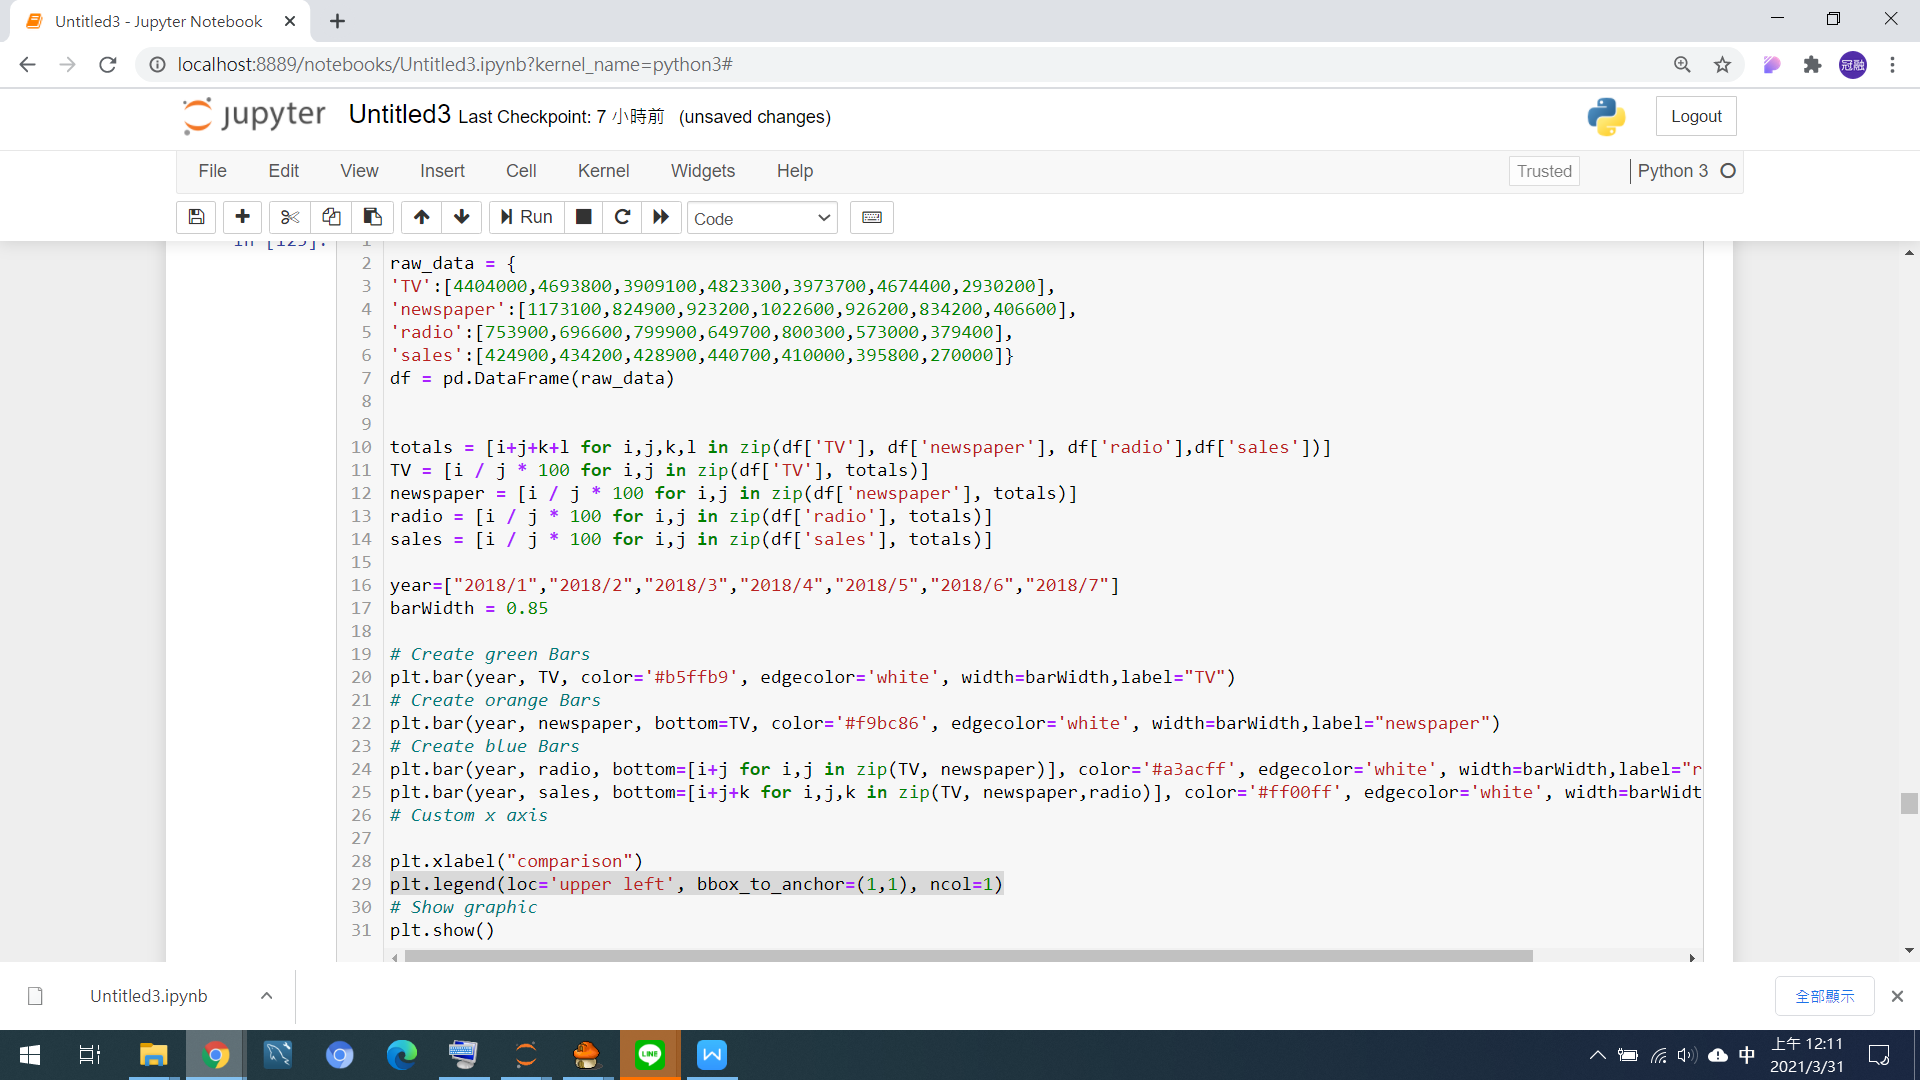 Untitled3 - Jupyter Notebook
localhost:8889/notebooks/Untitled3.ipynb?kernel_name=python3#
冠融
jupyter Untitled3 Last Checkpoint: 7 小時前 (unsaved changes)
Logout
File Edit View Insert Cell Kernel Widgets Help
Trusted
Python 3
Run
Code
In [125]:
1
2 raw_data = {
3 'TV':[4404000,4693800,3909100,4823300,3973700,4674400,2930200],
4 'newspaper':[1173100,824900,923200,1022600,926200,834200,406600],
5 'radio':[753900,696600,799900,649700,800300,573000,379400],
6 'sales':[424900,434200,428900,440700,410000,395800,270000]}
7 df = pd.DataFrame(raw_data)
8
9
10 totals = [i+j+k+l for i,j,k,l in zip(df['TV'], df['newspaper'], df['radio'],df['sales'])]
11 TV = [i / j * 100 for i,j in zip(df['TV'], totals)]
12 newspaper = [i / j * 100 for i,j in zip(df['newspaper'], totals)]
13 radio = [i / j * 100 for i,j in zip(df['radio'], totals)]
14 sales = [i / j * 100 for i,j in zip(df['sales'], totals)]
15
16 year=["2018/1","2018/2","2018/3","2018/4","2018/5","2018/6","2018/7"]
17 barWidth = 0.85
18
19 # Create green Bars
20 plt.bar(year, TV, color='#b5ffb9', edgecolor='white', width=barWidth,label="TV")
21 # Create orange Bars
22 plt.bar(year, newspaper, bottom=TV, color='#f9bc86', edgecolor='white', width=barWidth,label="newspaper")
23 # Create blue Bars
24 plt.bar(year, radio, bottom=[i+j for i,j in zip(TV, newspaper)], color='#a3acff', edgecolor='white', width=barWidth,label="r
25 plt.bar(year, sales, bottom=[i+j+k for i,j,k in zip(TV, newspaper,radio)], color='#ff00ff', edgecolor='white', width=barWidt
26 # Custom x axis
27
28 plt.xlabel("comparison")
29 plt.legend(loc='upper left', bbox_to_anchor=(1,1), ncol=1)
30 # Show graphic
31 plt.show()
Untitled3.ipynb
全部顯示
LINE
中
上午 12:11
2021/3/31